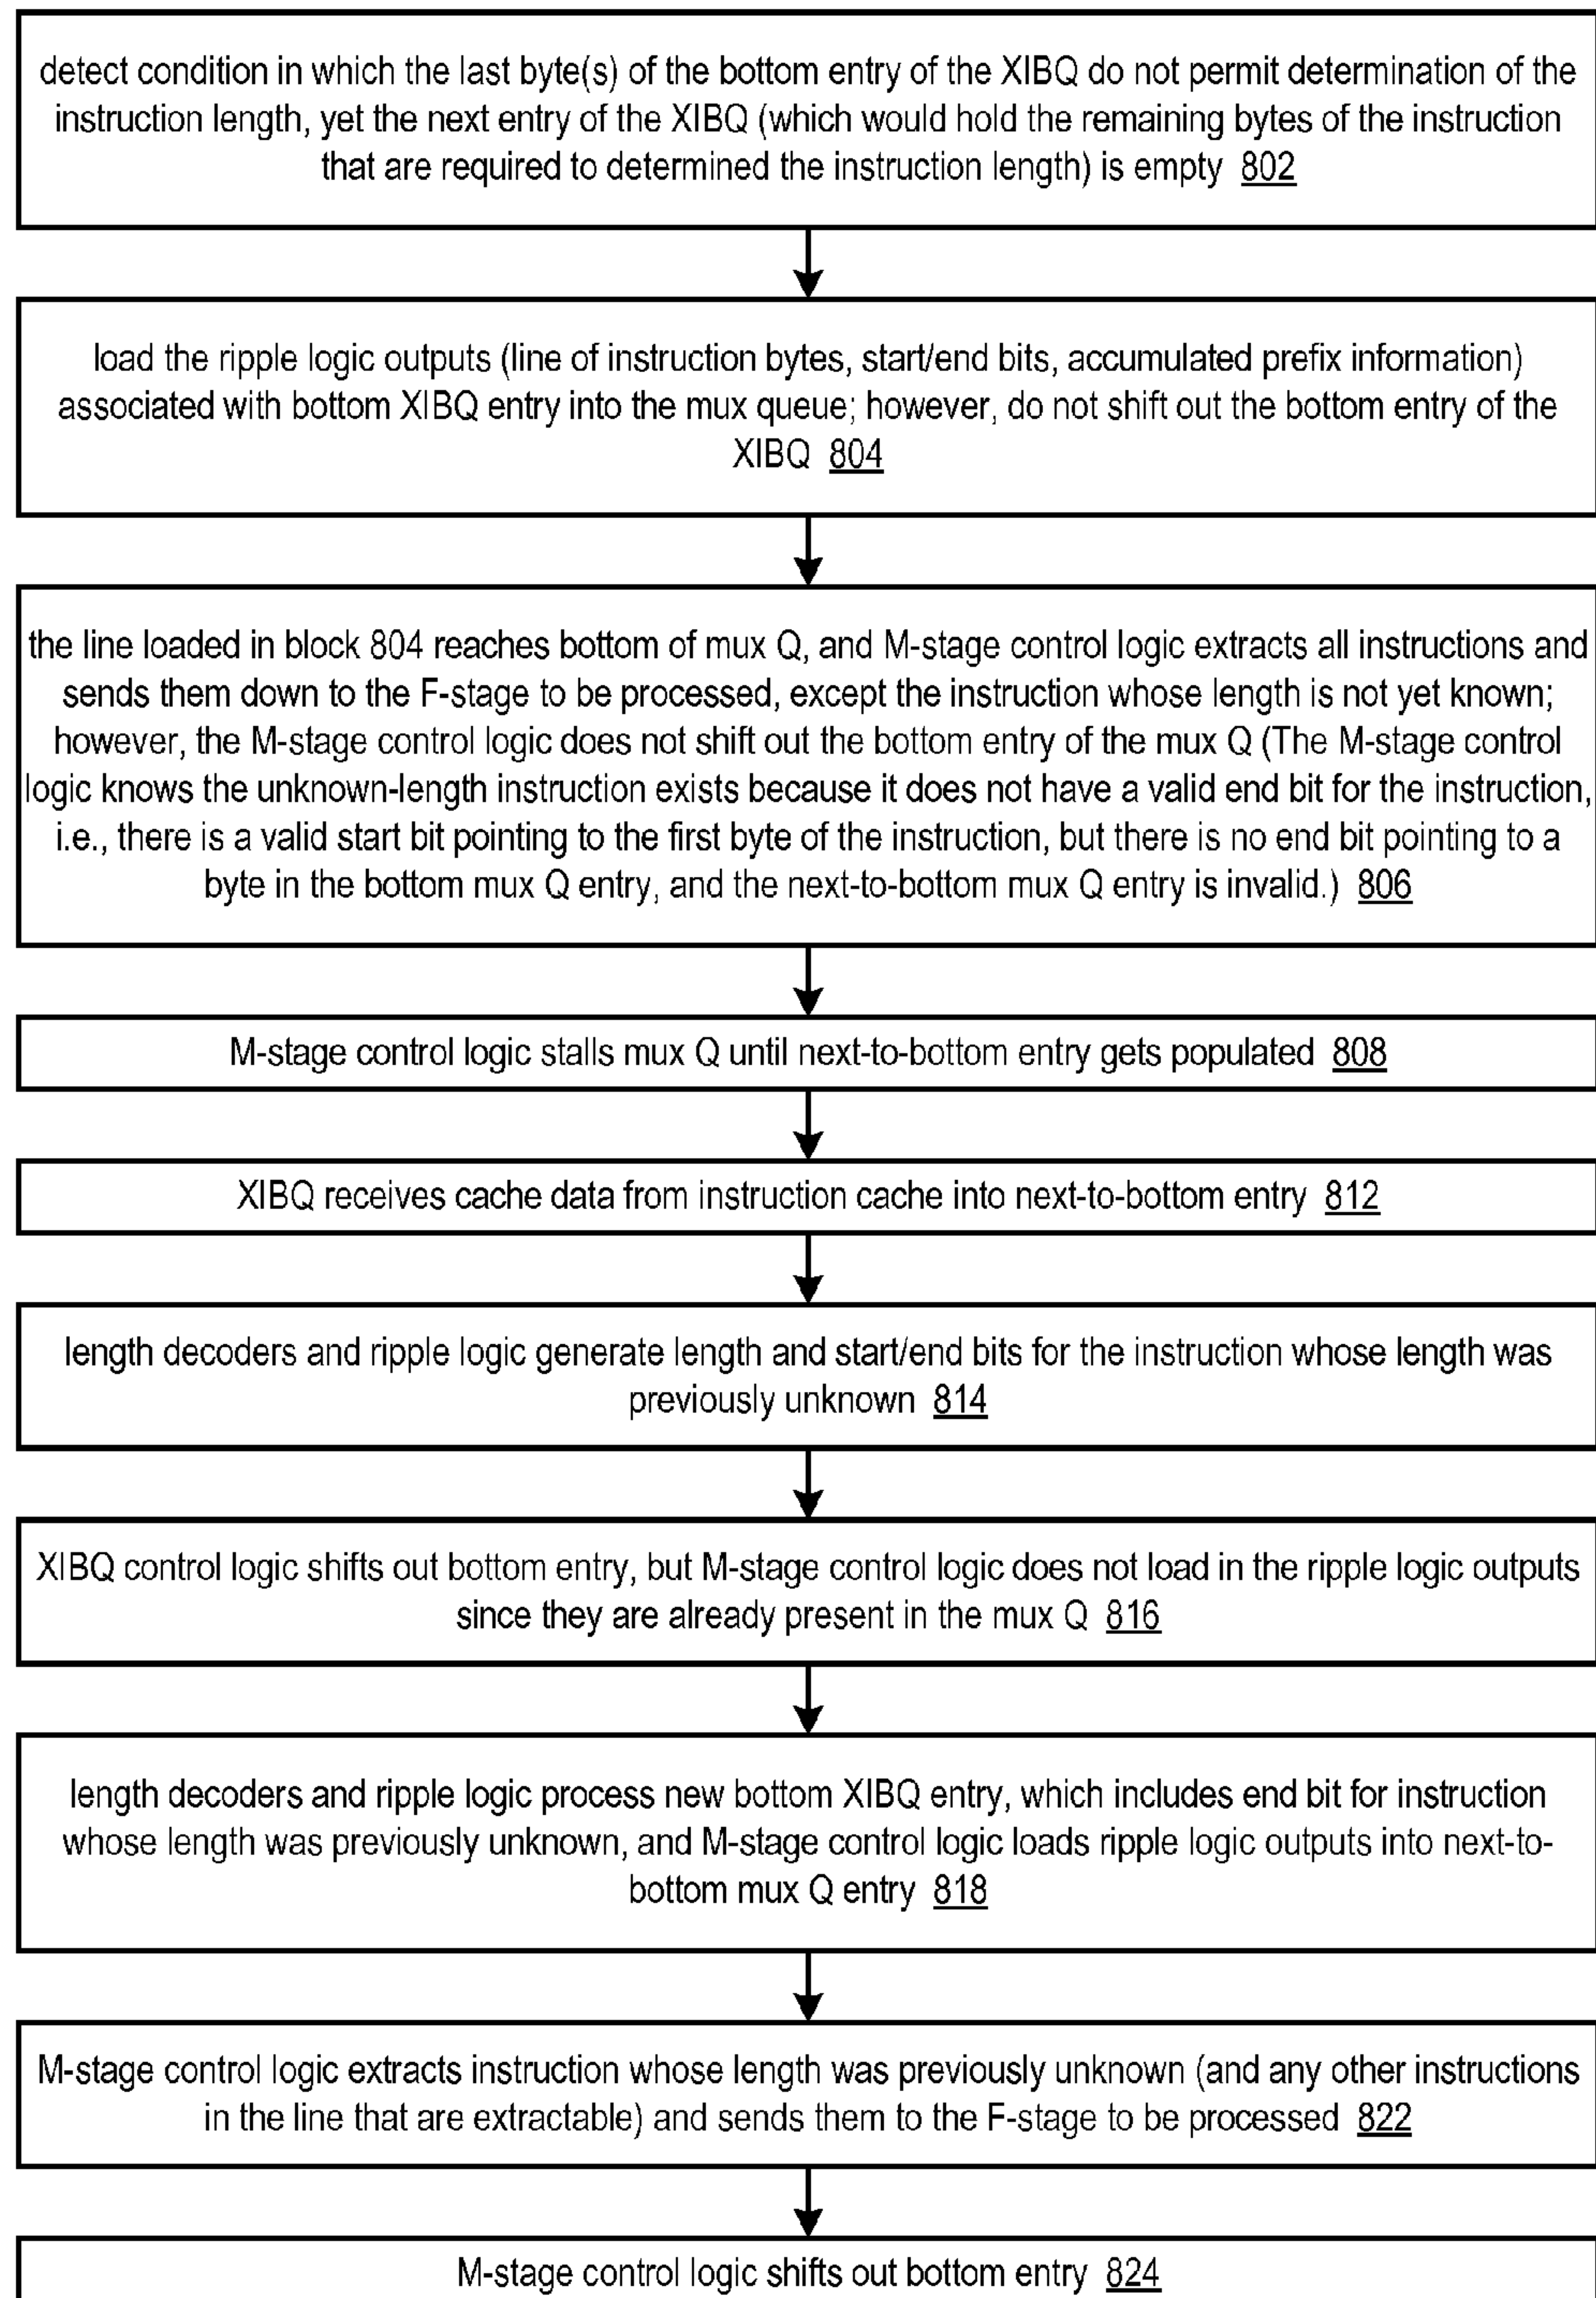 detect condition in which the last byte(s) of the bottom entry of the XIBQ do not permit determination of the
instruction length, yet the next entry of the XIBQ (which would hold the remaining bytes of the instruction
that are required to determined the instruction length) is empty 802
load the ripple logic outputs (line of instruction bytes, start/end bits, accumulated prefix information)
associated with bottom XIBQ entry into the mux queue; however, do not shift out the bottom entry of the
XIBQ 804
the line loaded in block 804 reaches bottom of mux Q, and M-stage control logic extracts all instructions and
sends them down to the F-stage to be processed, except the instruction whose length is not yet known;
however, the M-stage control logic does not shift out the bottom entry of the mux Q (The M-stage control
logic knows the unknown-length instruction exists because it does not have a valid end bit for the instruction,
i.e., there is a valid start bit pointing to the first byte of the instruction, but there is no end bit pointing to a
byte in the bottom mux Q entry, and the next-to-bottom mux Q entry is invalid.) 806
M-stage control logic stalls mux Q until next-to-bottom entry gets populated 808
XIBQ receives cache data from instruction cache into next-to-bottom entry 812
length decoders and ripple logic generate length and start/end bits for the instruction whose length was
previously unknown 814
XIBQ control logic shifts out bottom entry, but M-stage control logic does not load in the ripple logic outputs
since they are already present in the mux Q 816
length decoders and ripple logic process new bottom XIBQ entry, which includes end bit for instruction
whose length was previously unknown, and M-stage control logic loads ripple logic outputs into next-to-
bottom mux Q entry 818
M-stage control logic extracts instruction whose length was previously unknown (and any other instructions
in the line that are extractable) and sends them to the F-stage to be processed 822
M-stage control logic shifts out bottom entry 824